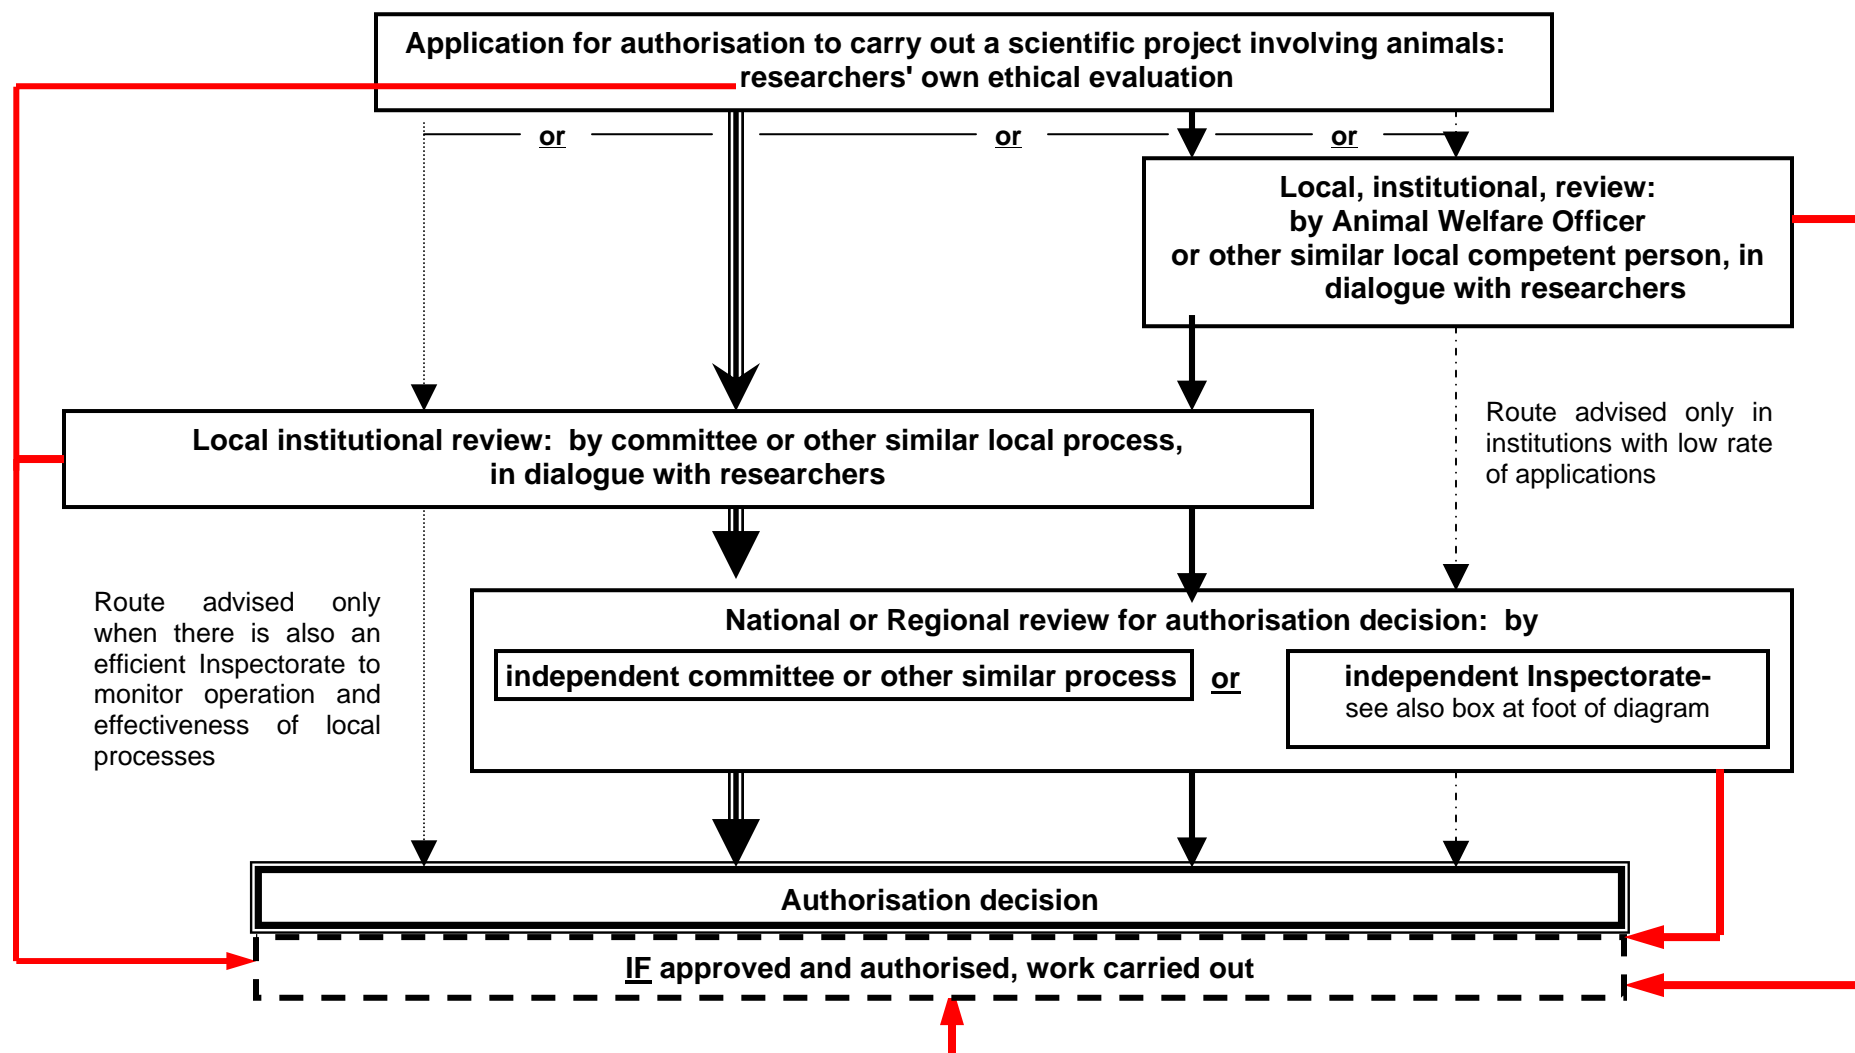 Application for authorisation to carry out a scientific project involving animals:
researchers' own ethical evaluation
or
or
or
Local, institutional, review:
by Animal Welfare Officer
or other similar local competent person, in
dialogue with researchers
Local institutional review: by committee or other similar local process,
in dialogue with researchers
Route advised only in
institutions with low rate
of applications
Route advised only
when there is also an
efficient Inspectorate to
monitor operation and
effectiveness of local
processes
National or Regional review for authorisation decision: by
independent committee or other similar process
or
independent Inspectorate-
see also box at foot of diagram
Authorisation decision
IF approved and authorised, work carried out